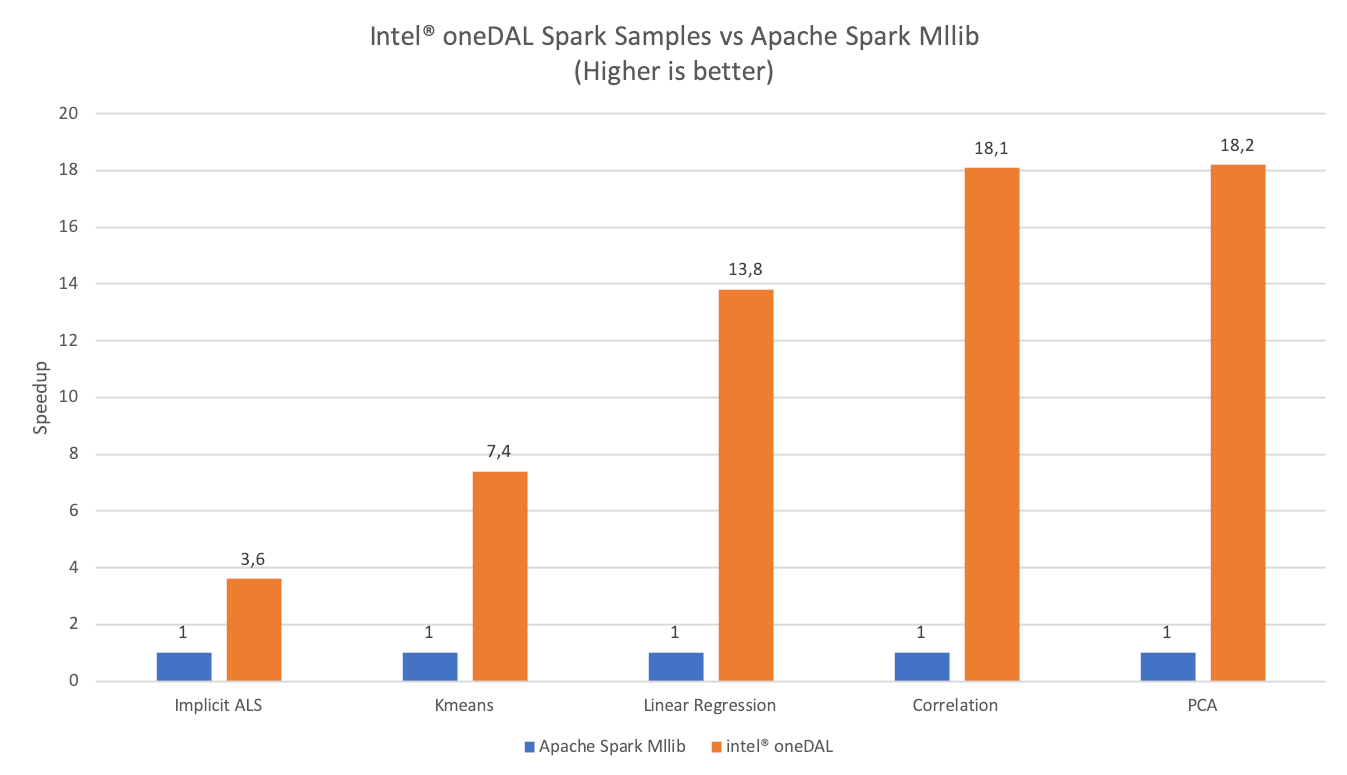 Intel® oneDAL Spark Samples vs Apache Spark Mllib
(Higher is better)
20
18
16
14
12
10
8
6
4
2
0
Speedup
1
3,6
1
7,4
1
13,8
1
18,1
1
18,2
Implicit ALS
Kmeans
Linear Regression
Correlation
PCA
Apache Spark Mllib
intel® oneDAL